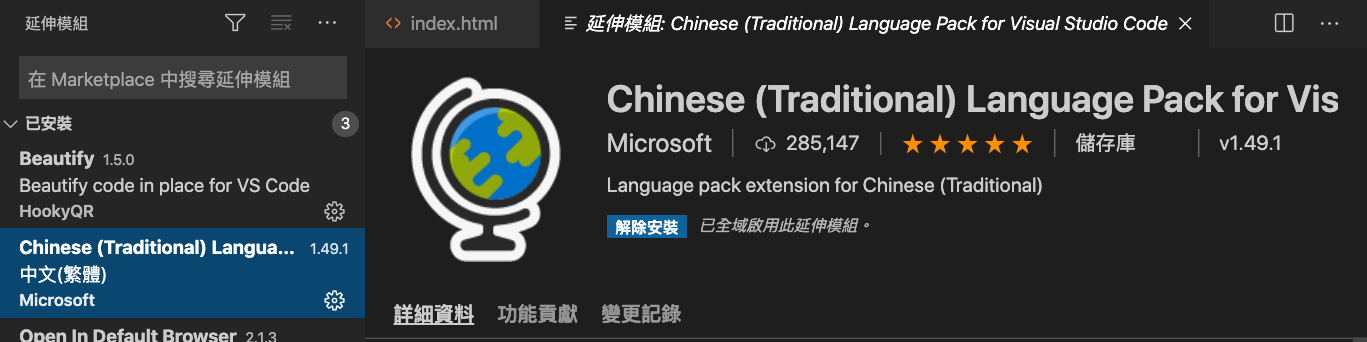 延伸模組
在 Marketplace 中搜尋延伸模組
已安裝 3
Beautify 1.5.0
Beautify code in place for VS Code
HookyQR
Chinese (Traditional) Langua... 1.49.1
中文(繁體)
Microsoft
Open In Default Browser 2.1.3
index.html
延伸模組: Chinese (Traditional) Language Pack for Visual Studio Code
Chinese (Traditional) Language Pack for Vis
Microsoft 285,147 儲存庫 v1.49.1
Language pack extension for Chinese (Traditional)
解除安裝 已全域啟用此延伸模組。
詳細資料 功能貢獻 變更記錄